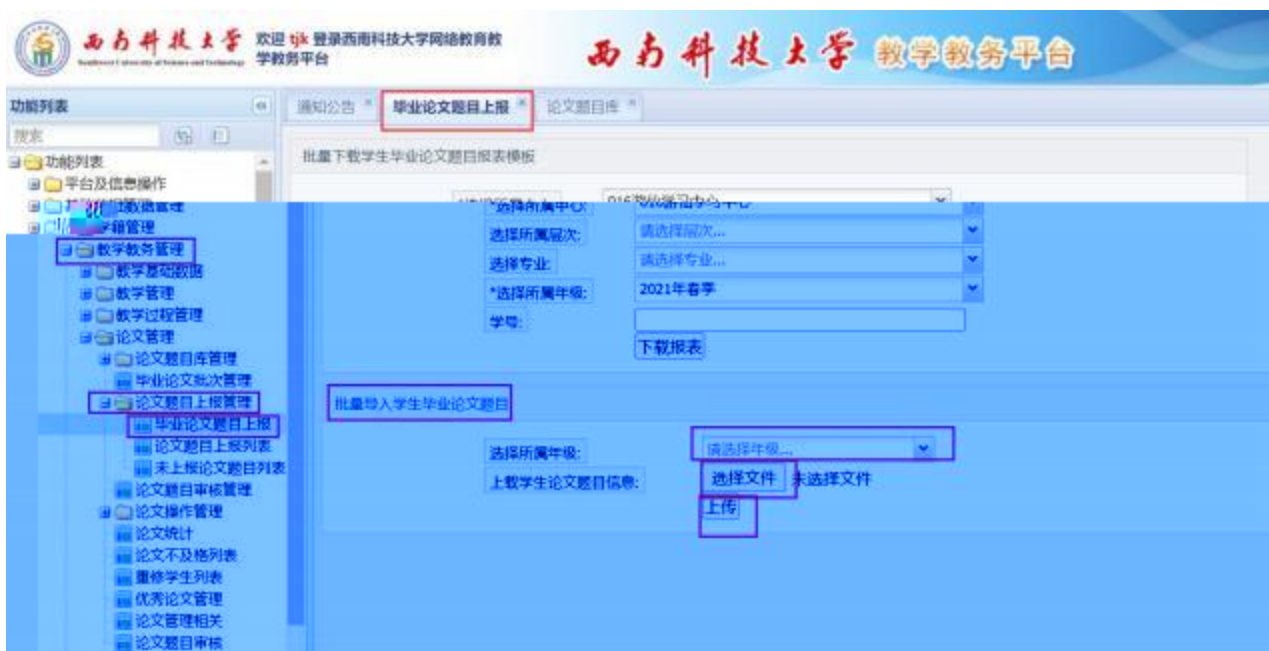 西南科技大学
欢迎 tjk 登录西南科技大学网络教育教
学教务平台
西南科技大学 教学教务平台
功能列表
通知公告
毕业论文题目上报
论文题目库
搜索
批量下载学生毕业论文题目报表模板
功能列表
平台及信息操作
*选择所属中心:
学籍管理
选择所属层次:
请选择层次...
教学教务管理
选择专业:
请选择专业...
教学基础数据
*选择所属年级:
2021年春季
教学管理
学号:
教学过程管理
下载报表
论文管理
论文题目库管理
毕业论文批次管理
论文题目上报管理
批量导入学生毕业论文题目
毕业论文题目上报
论文题目上报列表
选择所属年级:
请选择年级...
未上报论文题目列表
上载学生论文题目信息:
选择文件 未选择文件
论文题目审核管理
上传
论文操作管理
论文统计
论文不及格列表
重修学生列表
优秀论文管理
论文管理相关
论文题目审核